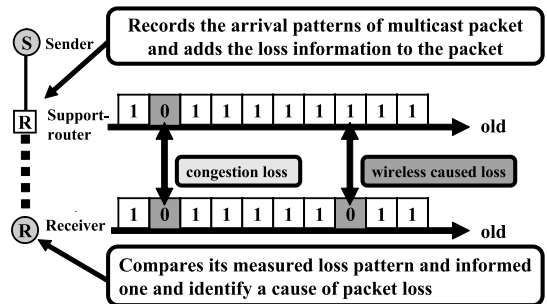 Records the arrival patterns of multicast packet
and adds the loss information to the packet
S Sender
R Support-
router
1 0 1 1 1 1 1 1 1 1
old
congestion loss
wireless caused loss
R Receiver
1 0 1 1 1 1 1 0 1 1
old
Compares its measured loss pattern and informed
one and identify a cause of packet loss